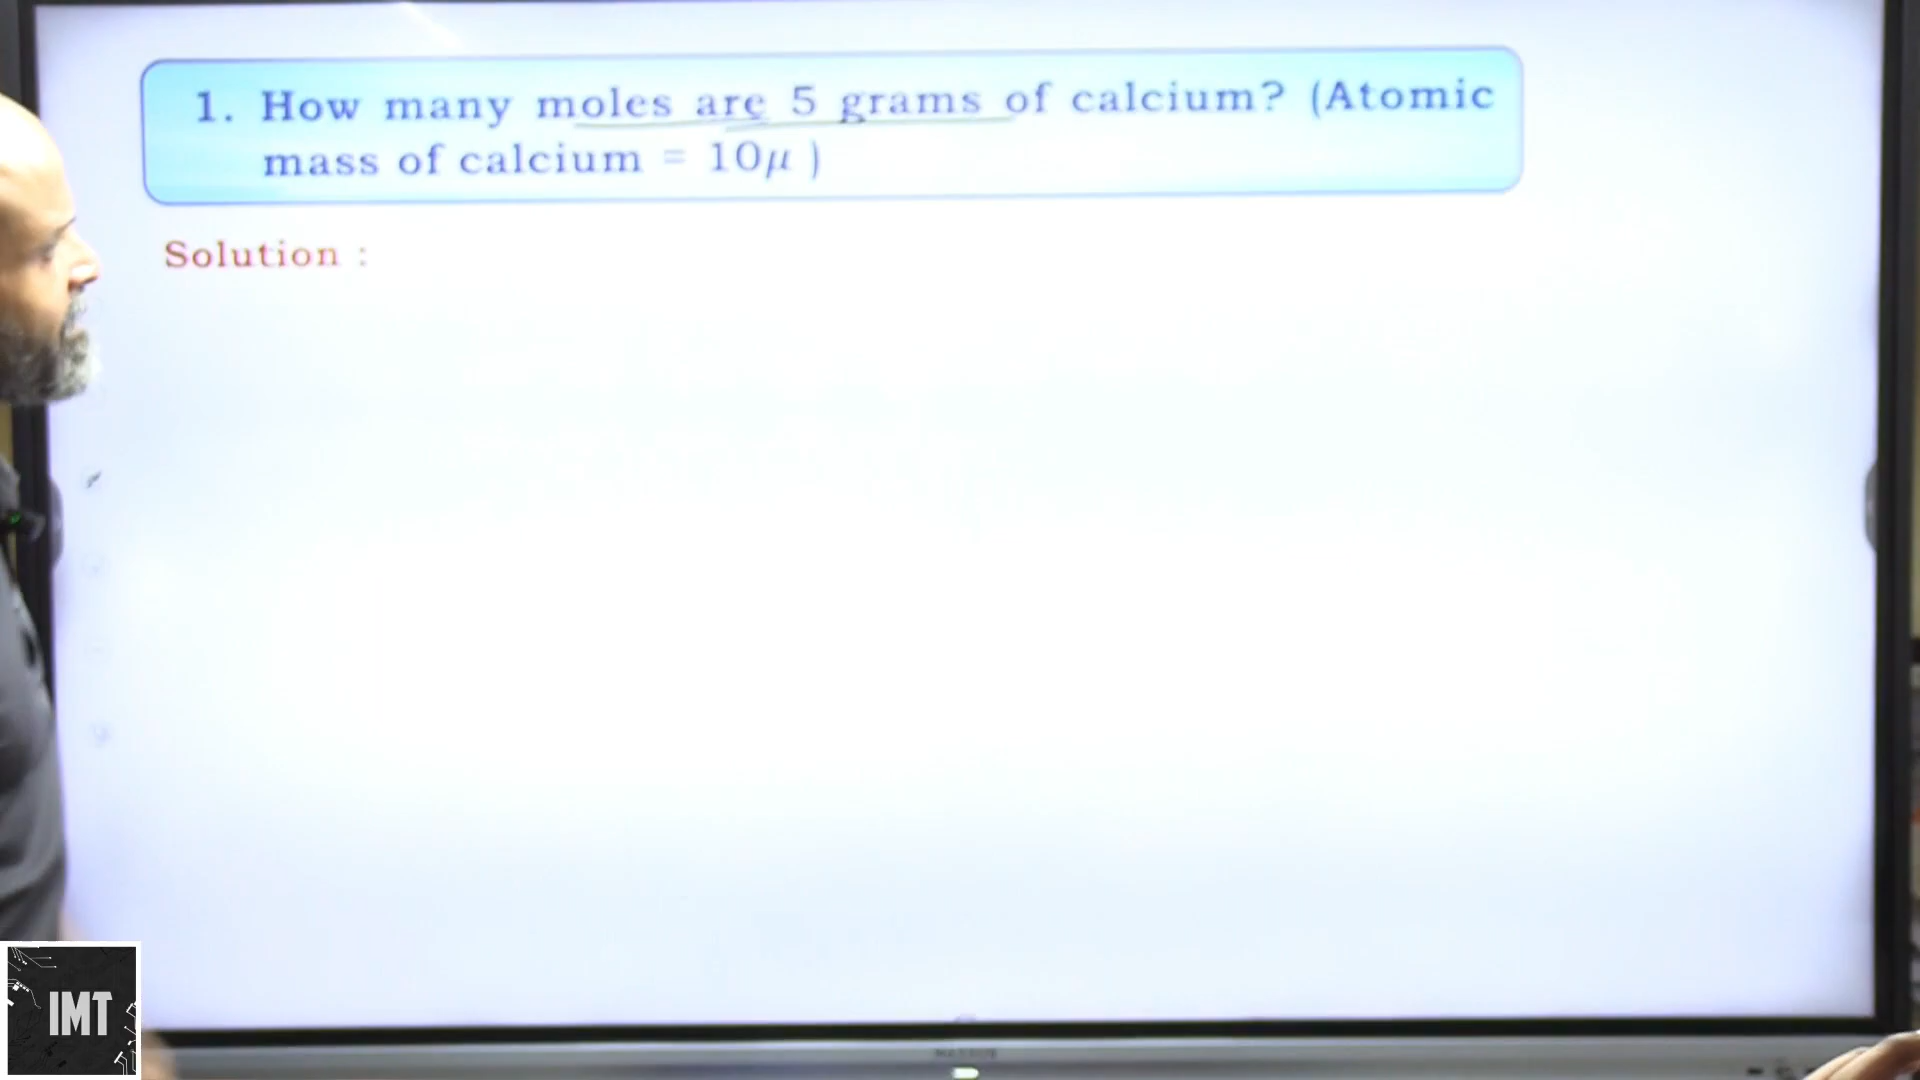 1. How many moles are 5 grams of calcium? (Atomic
mass of calcium = 10μ )
Solution :
IMT